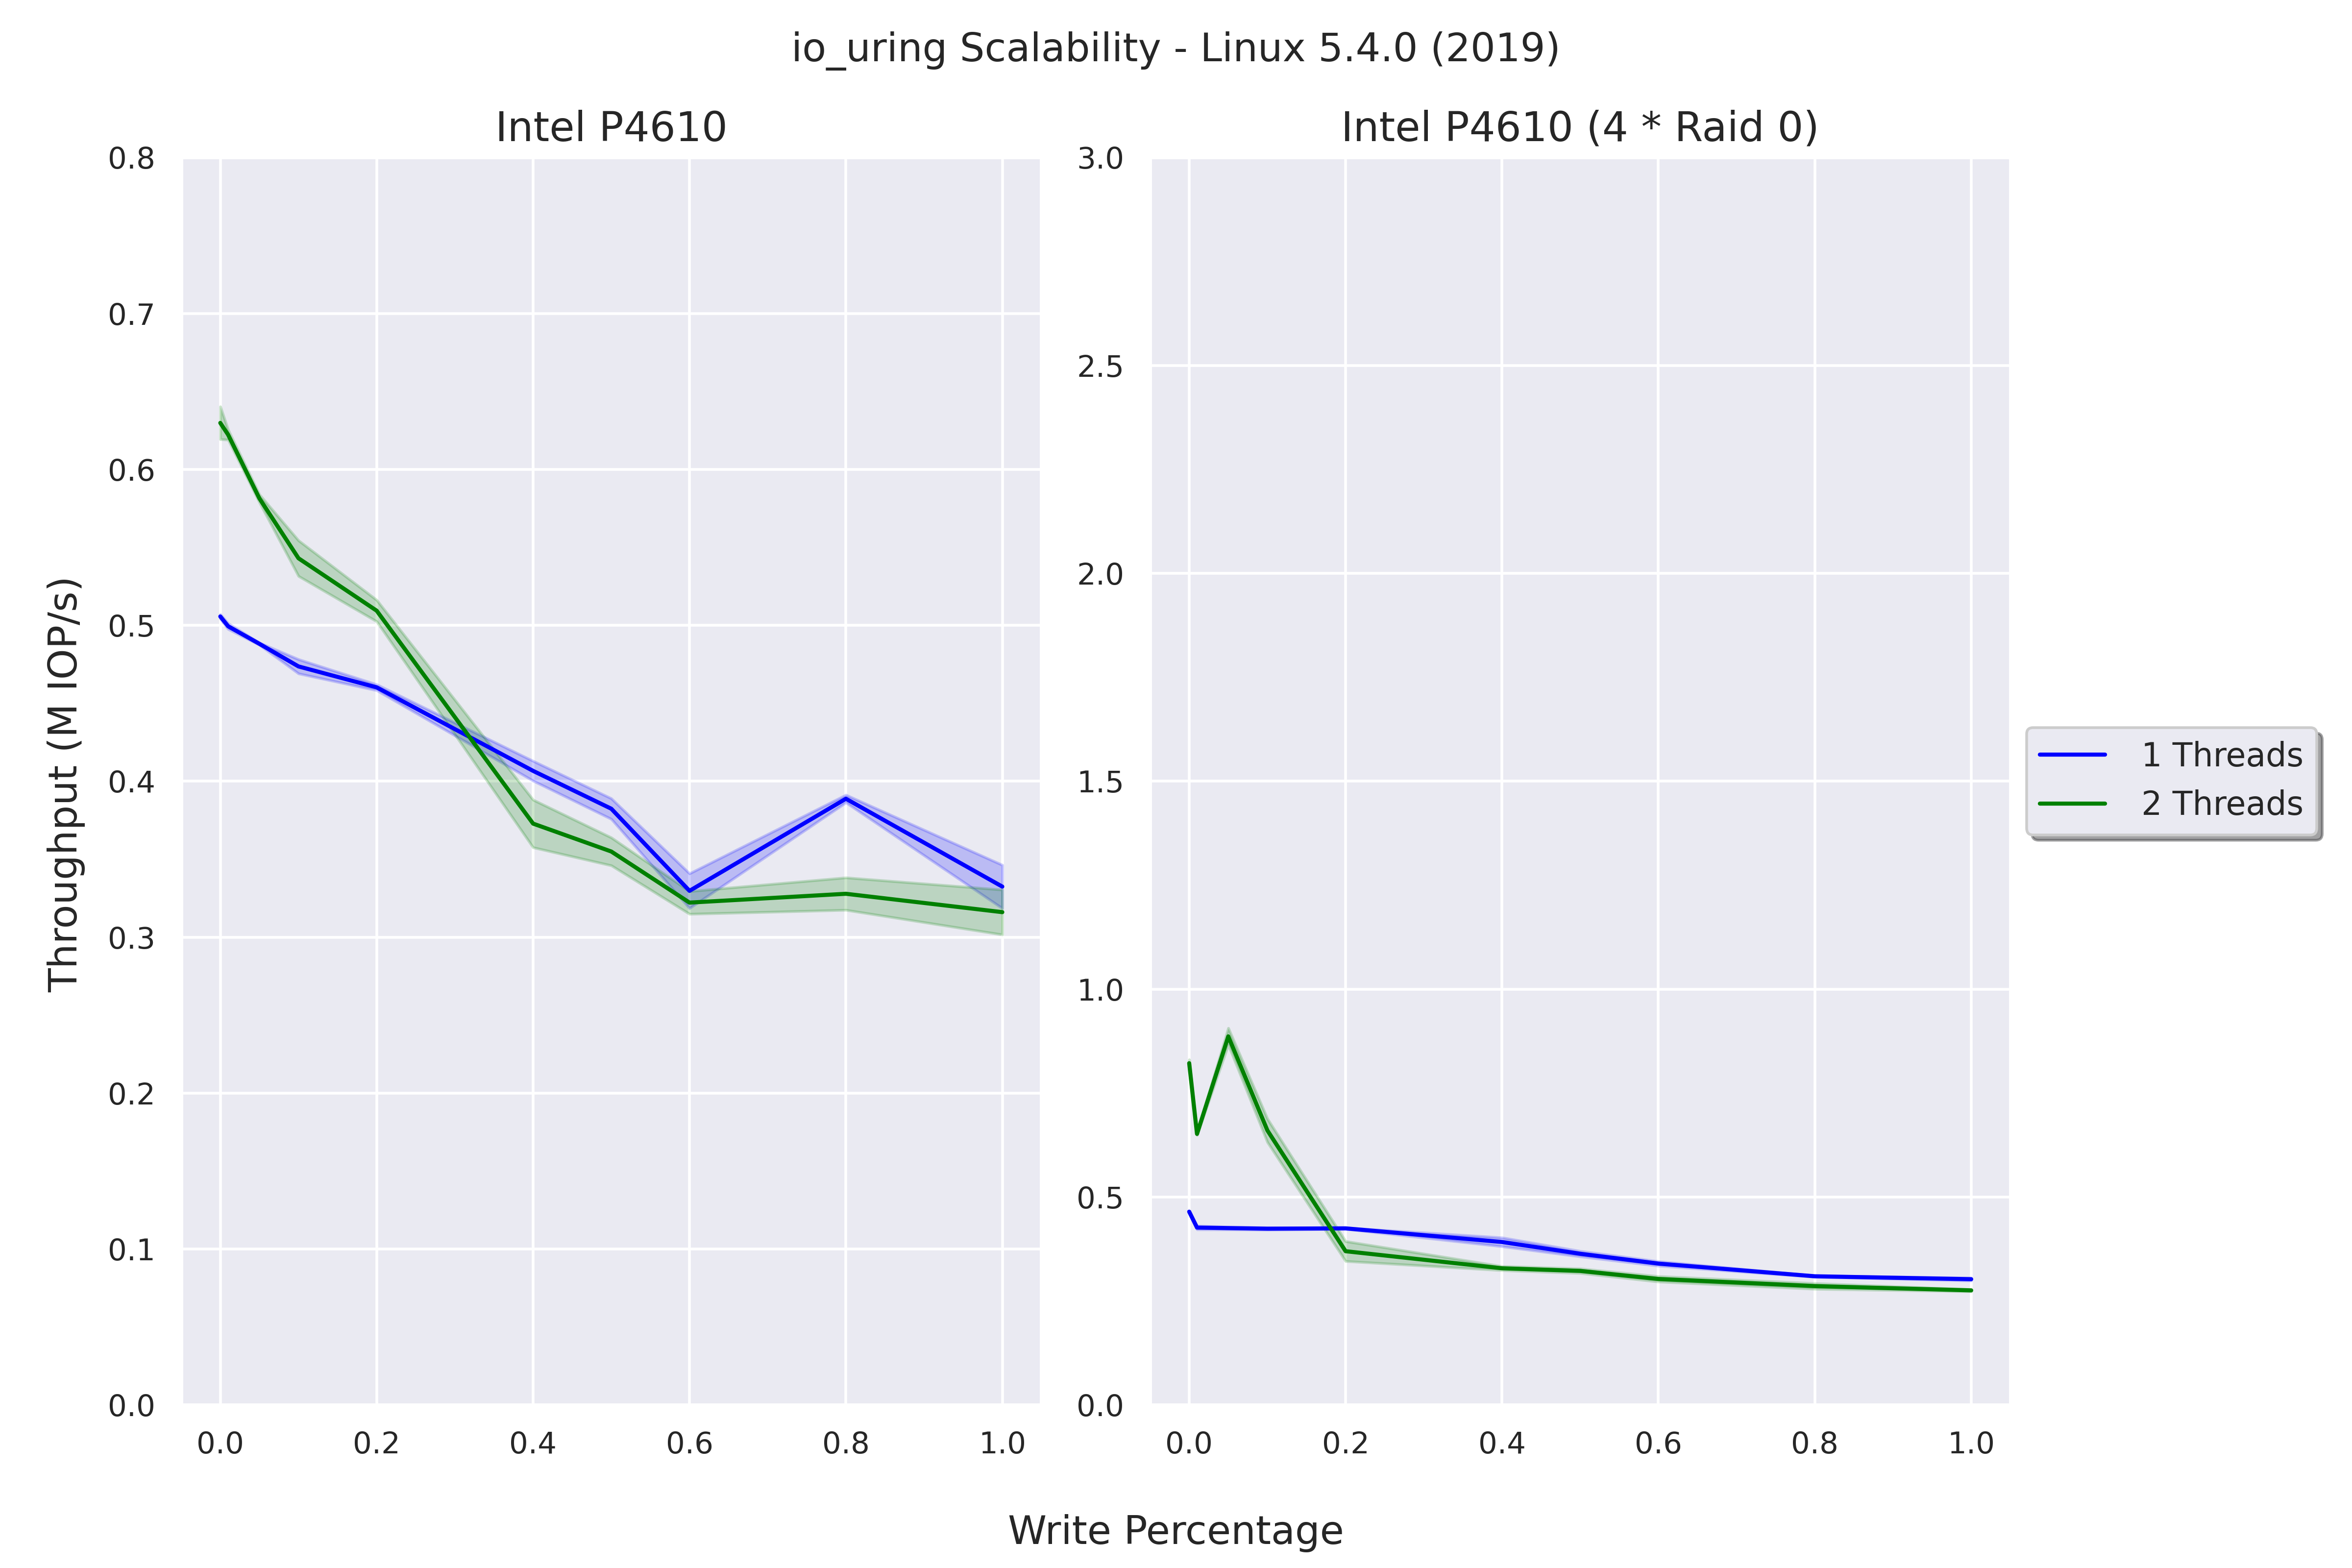 io_uring Scalability - Linux 5.4.0 (2019)
Intel P4610
Intel P4610 (4 * Raid 0)
Throughput (M IOP/s)
0.8
0.7
0.6
0.5
0.4
0.3
0.2
0.1
0.0
0.0 0.2 0.4 0.6 0.8 1.0
3.0
2.5
2.0
1.5
1.0
0.5
0.0
0.0 0.2 0.4 0.6 0.8 1.0
1 Threads
2 Threads
Write Percentage